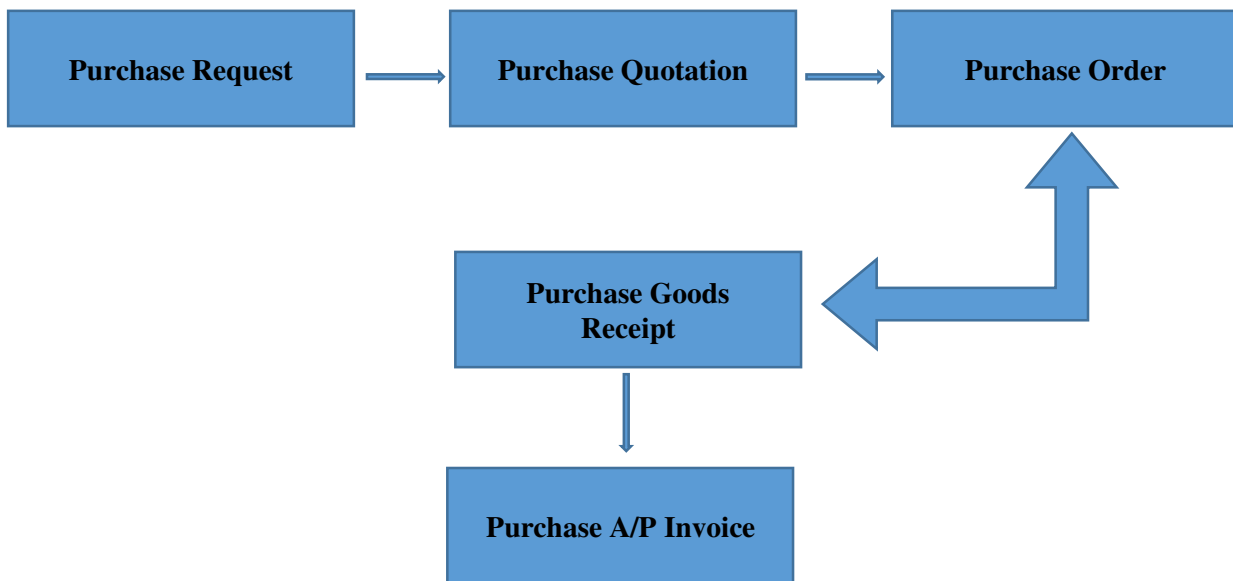 Purchase Request
Purchase Quotation
Purchase Order
Purchase Goods
Receipt
Purchase A/P Invoice